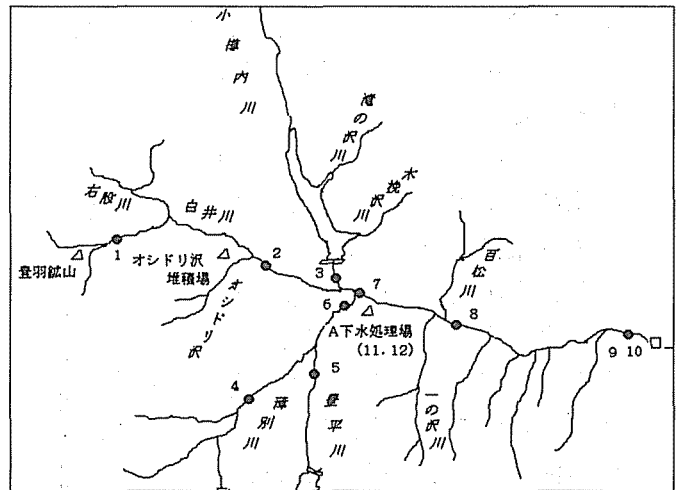 小樽内川
滝の沢川
木挽沢川
右股川
白井川
百松川
豊羽鉱山
1
オシドリ沢
堆積場
2
3
7
6
8
オシドリ沢
A下水処理場
(11.12)
4
5
9 10
薄別川
豊平川
一の沢川